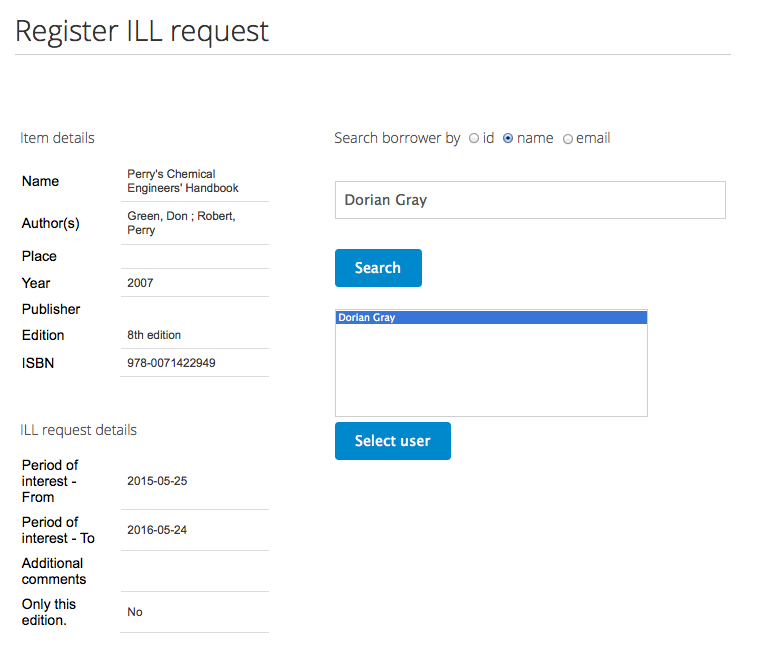 Register ILL request
Item details
Name
Perry's Chemical
Engineers' Handbook
Author(s)
Green, Don ; Robert,
Perry
Place
Year
2007
Publisher
Edition
8th edition
ISBN
978-0071422949
ILL request details
Period of
interest -
From
2015-05-25
Period of
interest - To
2016-05-24
Additional
comments
Only this
edition.
No
Search borrower by id name email
Dorian Gray
Search
Dorian Gray
Select user